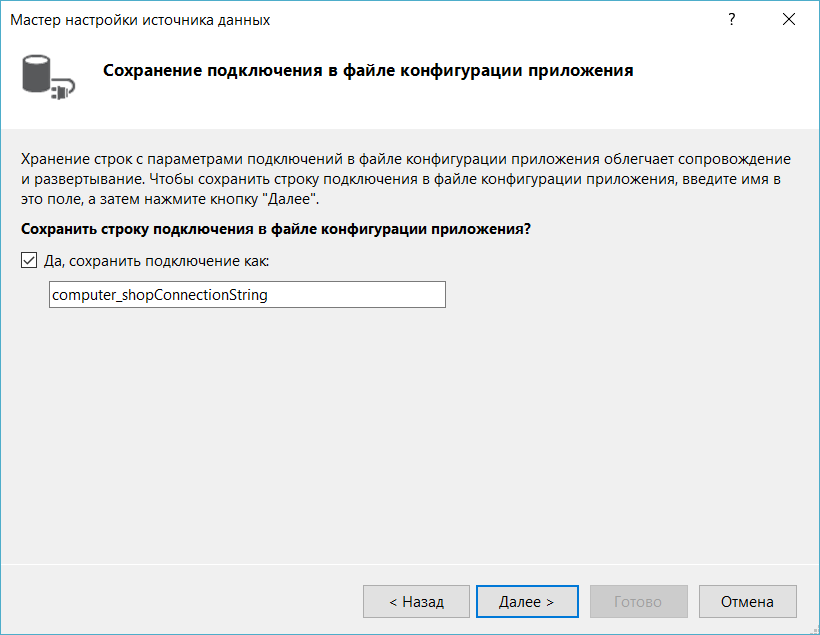 Мастер настройки источника данных
?
Сохранение подключения в файле конфигурации приложения
Хранение строк с параметрами подключений в файле конфигурации приложения облегчает сопровождение
и развертывание. Чтобы сохранить строку подключения в файле конфигурации приложения, введите имя в
это поле, а затем нажмите кнопку "Далее".
Сохранить строку подключения в файле конфигурации приложения?
Да, сохранить подключение как:
computer_shopConnectionString
< Назад
Далее >
Готово
Отмена